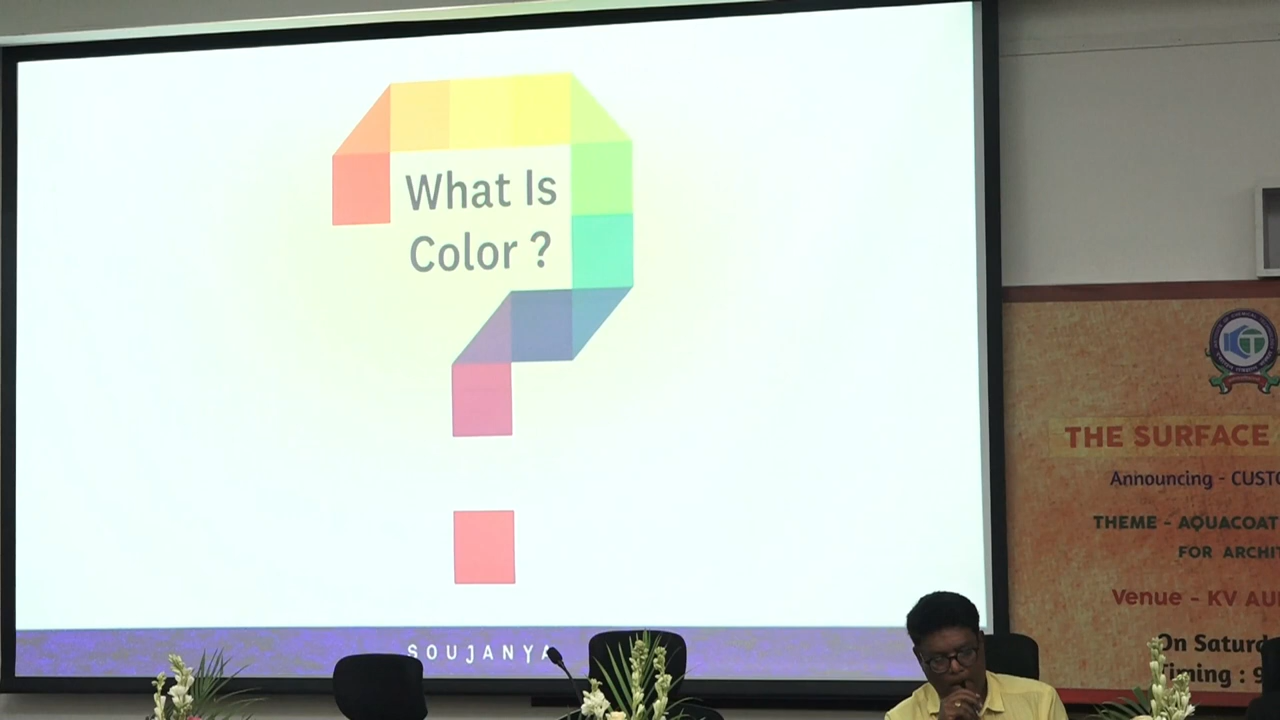 What Is
Color ?
SOUJANYA
THE SURFACE
Announcing - CUSTO
THEME - AQUACOAT
FOR ARCHIT
Venue - KV AU
On Saturd
Timing : 9